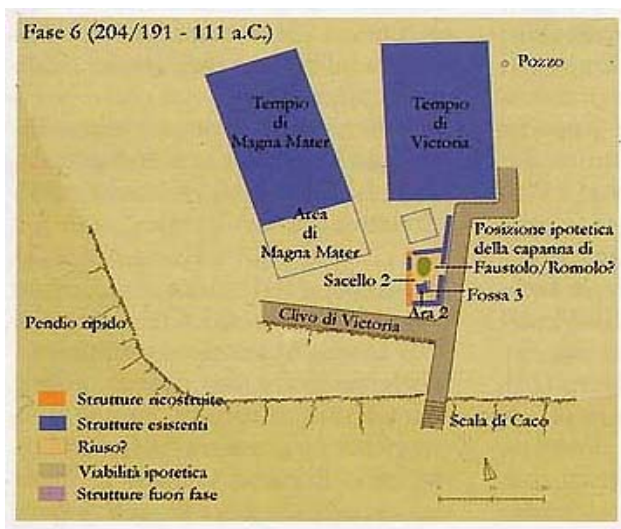 Fase 6 (204/191 - 111 a.C.)
Pozzo
Tempio
di
Magna Mater
Tempio
di
Victoria
Area
di
Magna Mater
Posizione ipotetica
della capanna di
Faustolo/Romolo?
Sacello 2
Fossa 3
Ara 2
Clivo di Victoria
Pendio ripido
Scala di Caco
Strutture ricostruite
Strutture esistenti
Riuso?
Viabilità ipotetica
Strutture fuori fase